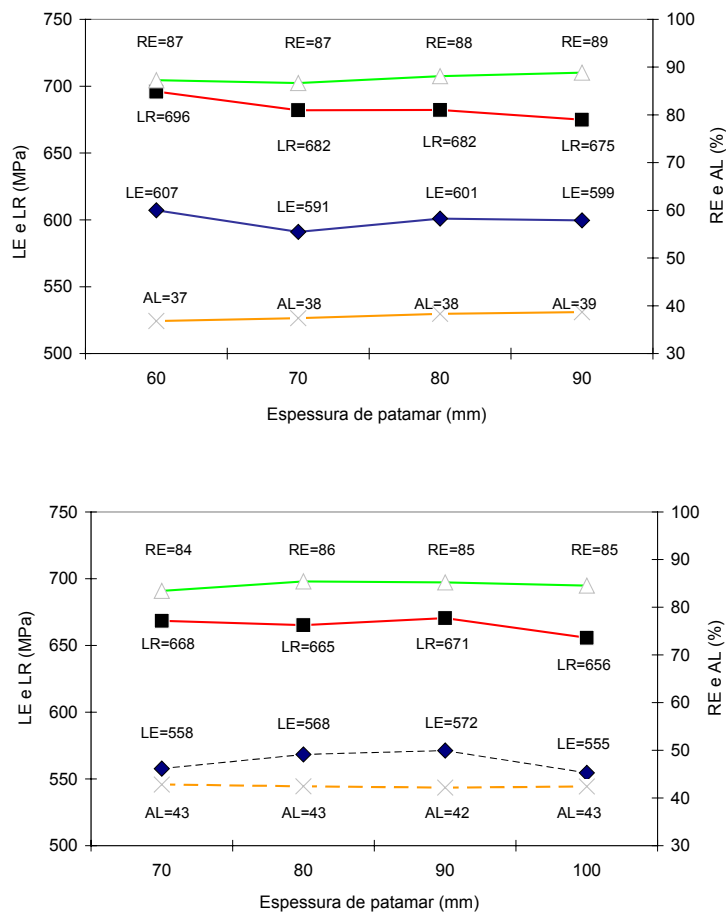 750
100
RE=87
RE=87
RE=88
RE=89
90
700
LR=696
80
LR=682
LR=682
LR=675
650
70
LE=607
LE=591
LE=601
LE=599
600
60
50
550
AL=37
AL=38
AL=38
AL=39
40
500
30
60
70
80
90
LE e LR (MPa)
RE e AL (%)
Espessura de patamar (mm)
750
100
RE=84
RE=86
RE=85
RE=85
90
700
80
LR=668
LR=665
LR=671
LR=656
650
70
600
60
LE=558
LE=568
LE=572
LE=555
50
550
AL=43
AL=43
AL=42
AL=43
40
500
30
70
80
90
100
LE e LR (MPa)
RE e AL (%)
Espessura de patamar (mm)